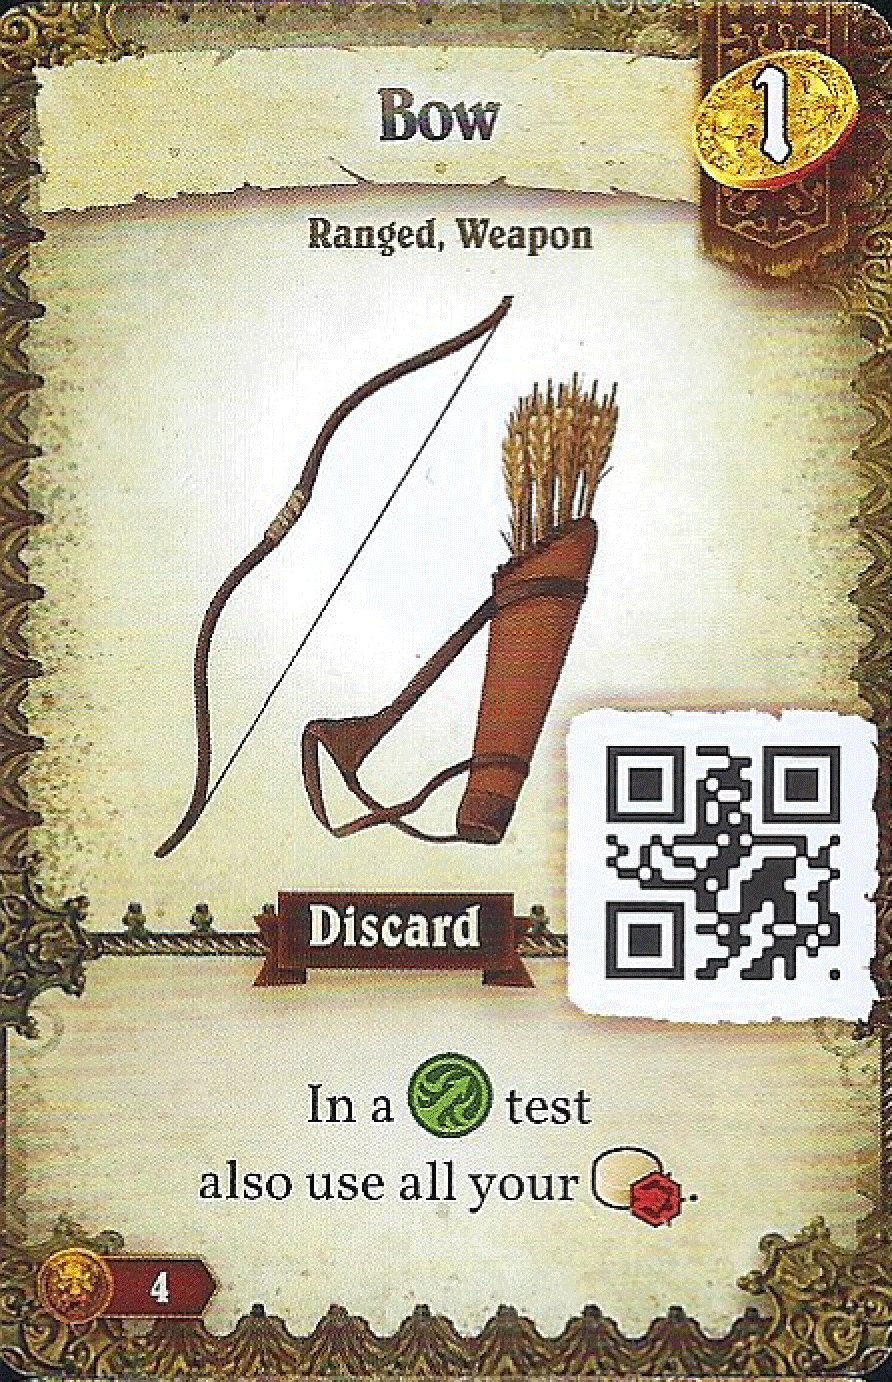 Bow
1
Ranged, Weapon
Discard
In a test
also use all your .
4